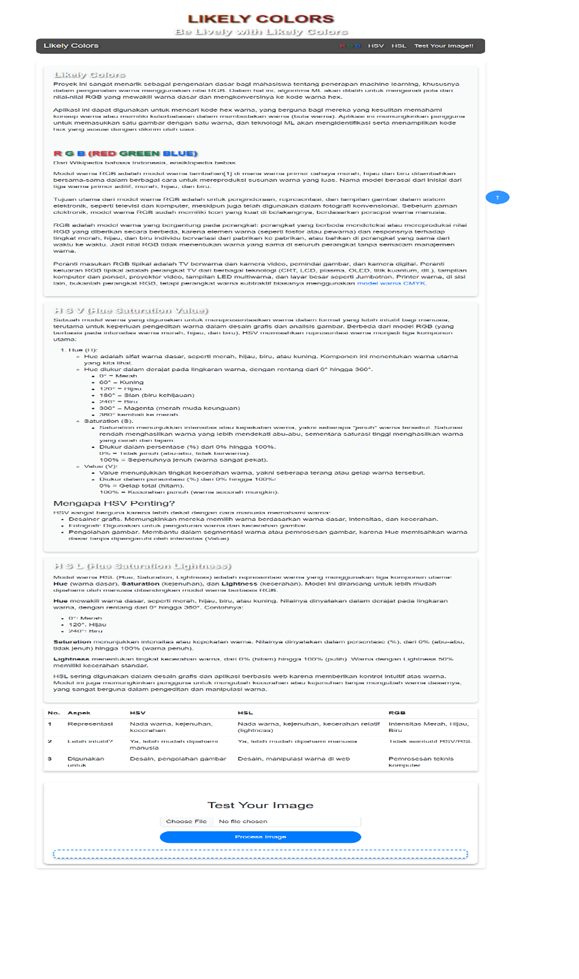 LIKELY COLORS
Be Lively with Likely Colors
Likely Colors
R G B HSV HSL Test Your Image!!
Likely Colors
Proyek ini sangat menarik sebagai pengenalan dasar bagi mahasiswa tentang penerapan machine learning, khususnya
dalam pengenalan warna menggunakan nilai RGB. Dalam hal ini, algoritma ML akan dilatih untuk mengenali pola dari
nilai-nilai RGB yang mewakili warna dasar dan mengkonversinya ke kode warna hex.
Aplikasi ini dapat digunakan untuk mencari kode hex warna, yang berguna bagi mereka yang kesulitan memahami
konsep warna atau memiliki keterbatasan dalam membedakan warna (buta warna). Aplikasi ini memungkinkan pengguna
untuk memasukkan satu gambar dengan satu warna, dan teknologi ML akan mengidentifikasi serta menampilkan kode
hex yang sesuai dengan dikirim oleh user.
R G B (RED GREEN BLUE)
Dari Wikipedia bahasa Indonesia, ensiklopedia bebas
Model warna RGB adalah model warna tambahan[1] di mana warna primer cahaya merah, hijau dan biru ditambahkan
bersama-sama dalam berbagai cara untuk mereproduksi susunan warna yang luas. Nama model berasal dari inisial dari
tiga warna primer aditif, merah, hijau, dan biru.
Tujuan utama dari model warna RGB adalah untuk pengindraan, representasi, dan tampilan gambar dalam sistem
elektronik, seperti televisi dan komputer, meskipun juga telah digunakan dalam fotografi konvensional. Sebelum zaman
elektronik, model warna RGB sudah memiliki teori yang kuat di belakangnya, berdasarkan persepsi warna manusia.
RGB adalah model warna yang bergantung pada perangkat: perangkat yang berbeda mendeteksi atau mereproduksi nilai
RGB yang diberikan secara berbeda, karena elemen warna (seperti fosfor atau pewarna) dan responsnya terhadap
tingkat merah, hijau, dan biru individu bervariasi dari pabrikan ke pabrikan, atau bahkan di perangkat yang sama dari
waktu ke waktu. Jadi nilai RGB tidak menentukan warna yang sama di seluruh perangkat tanpa semacam manajemen
warna.
Peranti masukan RGB tipikal adalah TV berwarna dan kamera video, pemindai gambar, dan kamera digital. Peranti
keluaran RGB tipikal adalah perangkat TV dari berbagai teknologi (CRT, LCD, plasma, OLED, titik kuantum, dll.), tampilan
komputer dan ponsel, proyektor video, tampilan LED multiwarna, dan layar besar seperti Jumbotron. Printer warna, di sisi
lain, bukanlah perangkat RGB, tetapi perangkat warna subtraktif biasanya menggunakan model warna CMYK.
↑
H S V (Hue Saturation Value)
Sebuah model warna yang digunakan untuk merepresentasikan warna dalam format yang lebih intuitif bagi manusia,
terutama untuk keperluan pengeditan warna dalam desain grafis dan analisis gambar. Berbeda dari model RGB (yang
berbasis pada intensitas warna merah, hijau, dan biru), HSV memisahkan representasi warna menjadi tiga komponen
utama:
1. Hue (H):
Hue adalah sifat warna dasar, seperti merah, hijau, biru, atau kuning. Komponen ini menentukan warna utama
yang kita lihat.
Hue diukur dalam derajat pada lingkaran warna, dengan rentang dari 0° hingga 360°.
0° = Merah
60° = Kuning
120° = Hijau
180° = Sian (biru kehijauan)
240° = Biru
300° = Magenta (merah muda keunguan)
360° kembali ke merah
Saturation (S):
Saturation menunjukkan intensitas atau kepekatan warna, yakni seberapa "jenuh" warna tersebut. Saturasi
rendah menghasilkan warna yang lebih mendekati abu-abu, sementara saturasi tinggi menghasilkan warna
yang cerah dan tajam
Diukur dalam persentase (%) dari 0% hingga 100%:
0% = Tidak jenuh (abu-abu, tidak berwarna).
100% = Sepenuhnya jenuh (warna sangat pekat).
Value (V):
Value menunjukkan tingkat kecerahan warna, yakni seberapa terang atau gelap warna tersebut.
Diukur dalam persentase (%) dari 0% hingga 100%:
0% = Gelap total (hitam).
100% = Kecerahan penuh (warna secerah mungkin).
Mengapa HSV Penting?
HSV sangat berguna karena lebih dekat dengan cara manusia memahami warna:
Desainer grafis: Memungkinkan mereka memilih warna berdasarkan warna dasar, intensitas, dan kecerahan.
Fotografi: Digunakan untuk pengaturan warna dan kecerahan gambar.
Pengolahan gambar: Membantu dalam segmentasi warna atau pemrosesan gambar, karena Hue memisahkan warna
dasar tanpa dipengaruhi oleh intensitas (Value)
H S L (Hue Saturation Lightness)
Model warna HSL (Hue, Saturation, Lightness) adalah representasi warna yang menggunakan tiga komponen utama:
Hue (warna dasar), Saturation (kejenuhan), dan Lightness (kecerahan). Model ini dirancang untuk lebih mudah
dipahami oleh manusia dibandingkan model warna berbasis RGB.
Hue mewakili warna dasar, seperti merah, hijau, biru, atau kuning. Nilainya dinyatakan dalam derajat pada lingkaran
warna, dengan rentang dari 0° hingga 360°. Contohnya:
0°: Merah
120°: Hijau
240°: Biru
Saturation menunjukkan intensitas atau kepekatan warna. Nilainya dinyatakan dalam persentase (%), dari 0% (abu-abu,
tidak jenuh) hingga 100% (warna penuh).
Lightness menentukan tingkat kecerahan warna, dari 0% (hitam) hingga 100% (putih). Warna dengan Lightness 50%
memiliki kecerahan standar.
HSL sering digunakan dalam desain grafis dan aplikasi berbasis web karena memberikan kontrol intuitif atas warna.
Model ini juga memungkinkan pengguna untuk mengubah kecerahan atau kejenuhan tanpa mengubah warna dasarnya,
yang sangat berguna dalam pengeditan dan manipulasi warna.
No. Aspek HSV HSL RGB
1 Representasi Nada warna, kejenuhan, kecerahan Nada warna, kejenuhan, kecerahan relatif (lightness) Intensitas Merah, Hijau, Biru
2 Lebih Intuitif? Ya, lebih mudah dipahami manusia Ya, lebih mudah dipahami manusia Tidak seintuitif HSV/HSL
3 Digunakan untuk Desain, pengolahan gambar Desain, manipulasi warna di web Pemrosesan teknis komputer
Test Your Image
Choose File No file chosen
Process Image